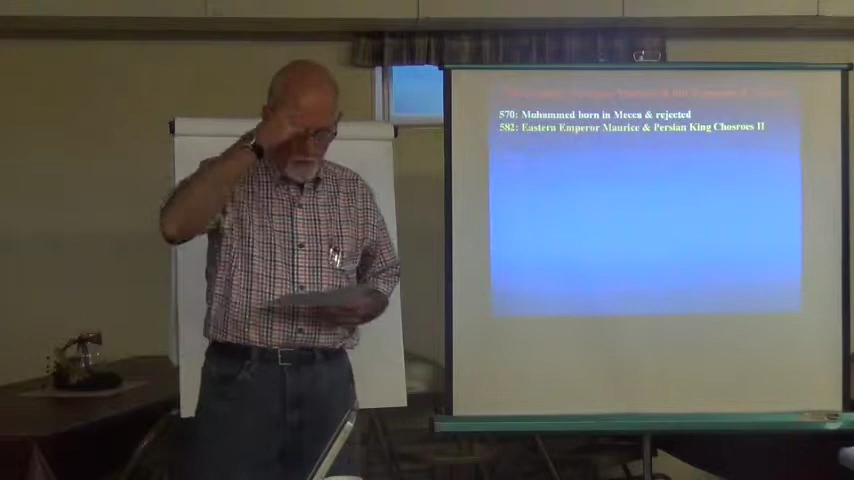 570: Muhammed born in Mecca & rejected
582: Eastern Emperor Maurice & Persian King Chosroes II